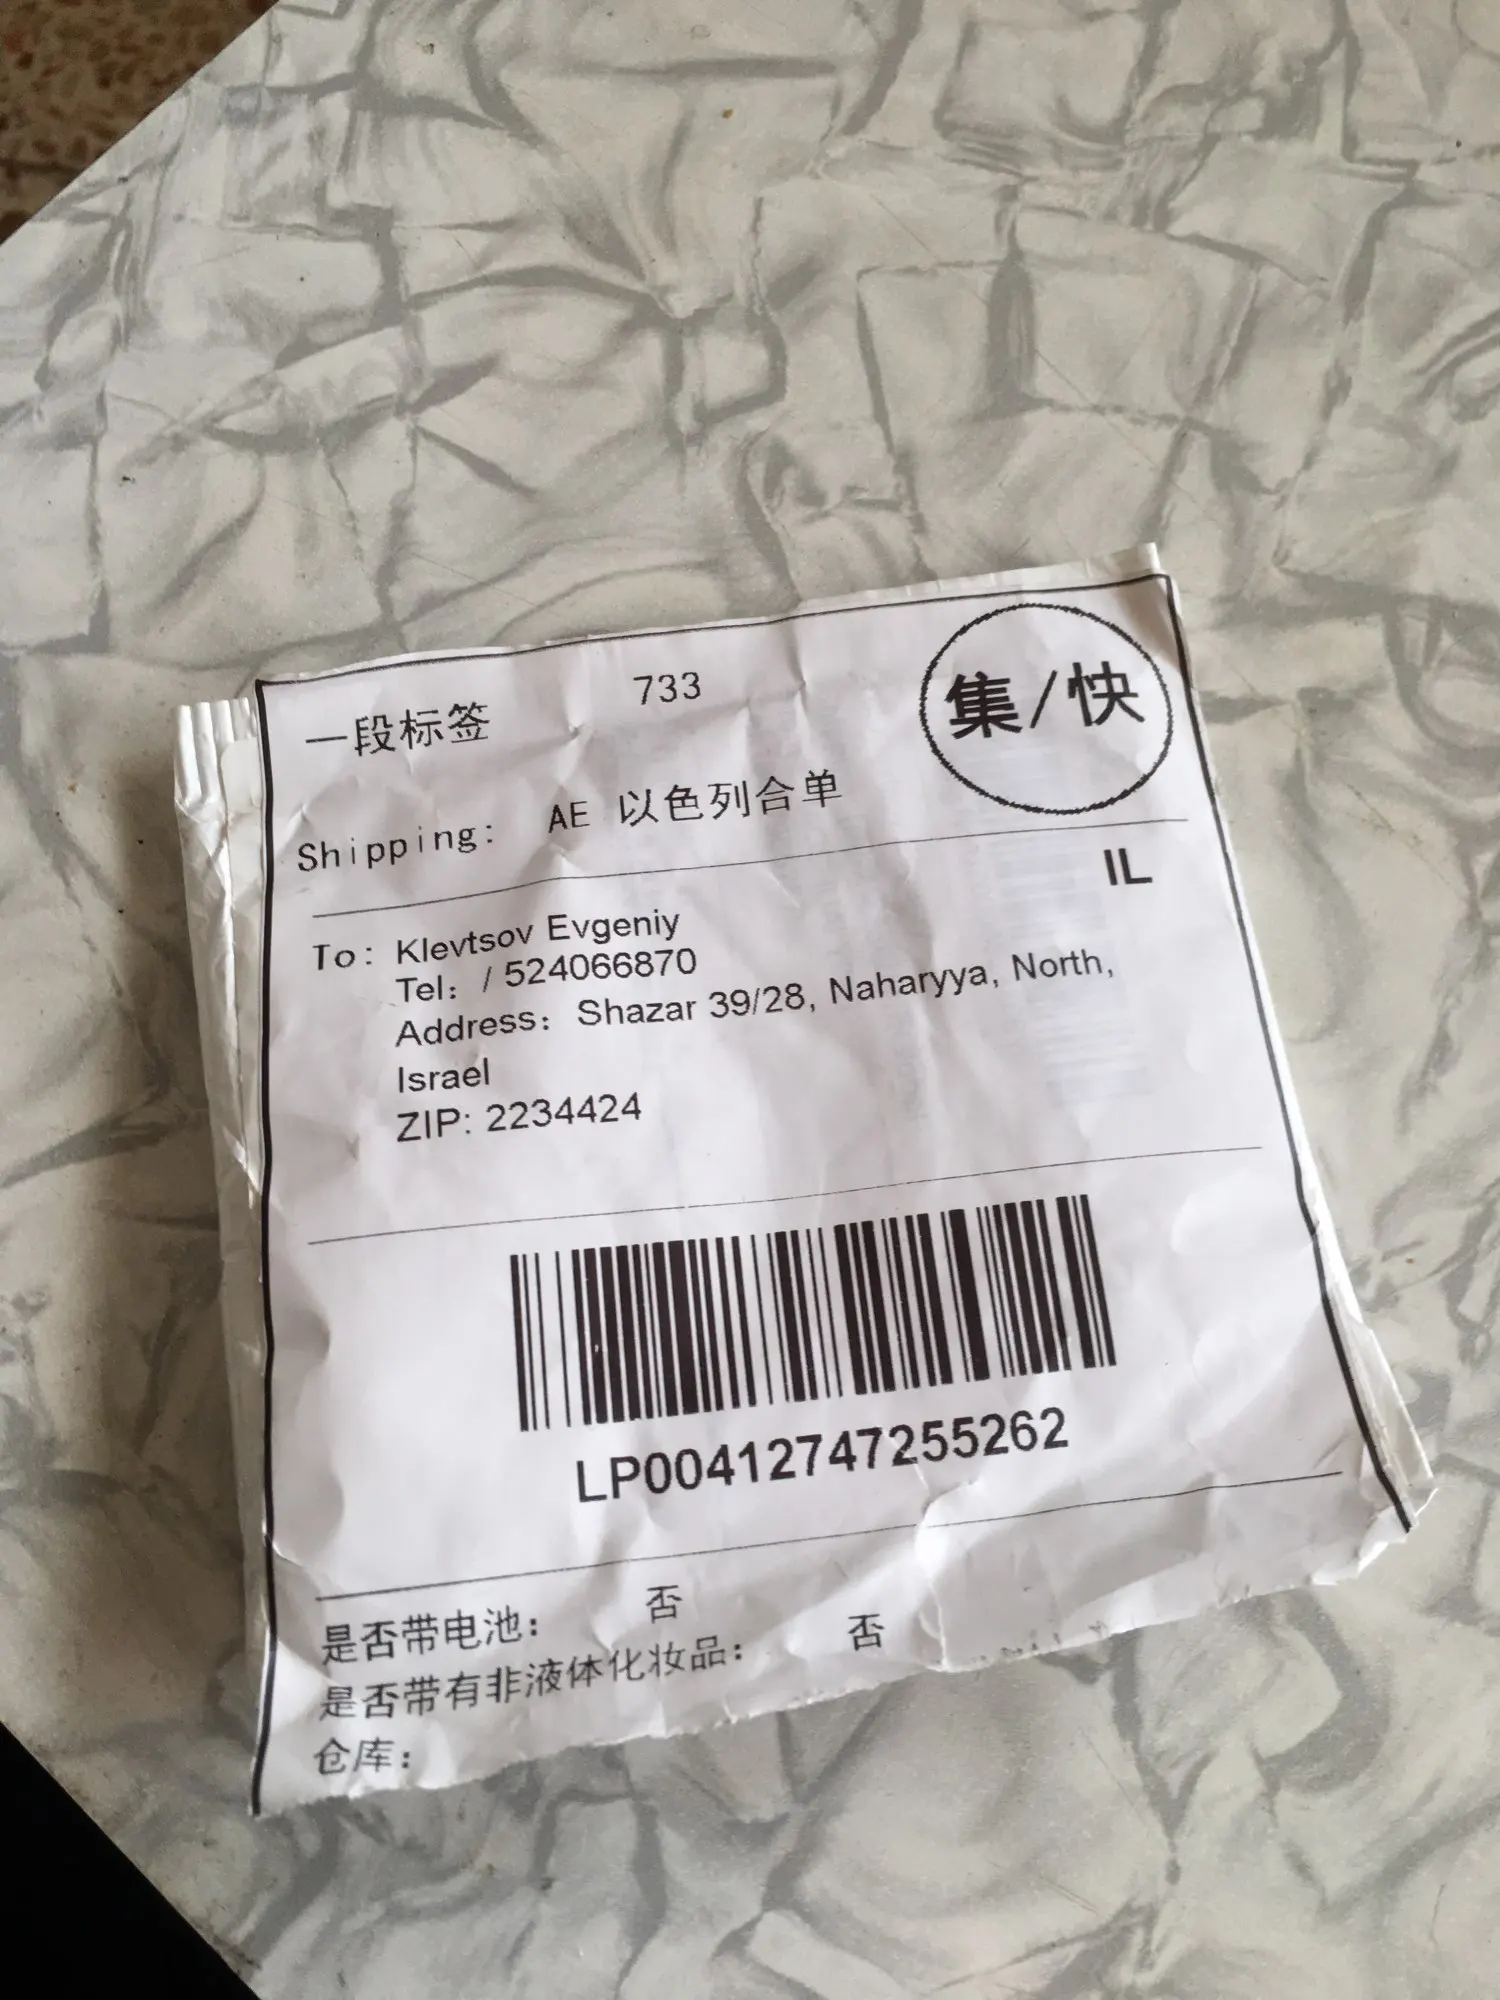 一段标签 733 集/快
Shipping: AE 以色列合单
IL
To: Klevtsov Evgeniy
Tel: / 524066870
Address: Shazar 39/28, Naharyya, North,
Israel
ZIP: 2234424
LP00412747255262
是否带电池: 否
是否带有非液体化妆品: 否
仓库: